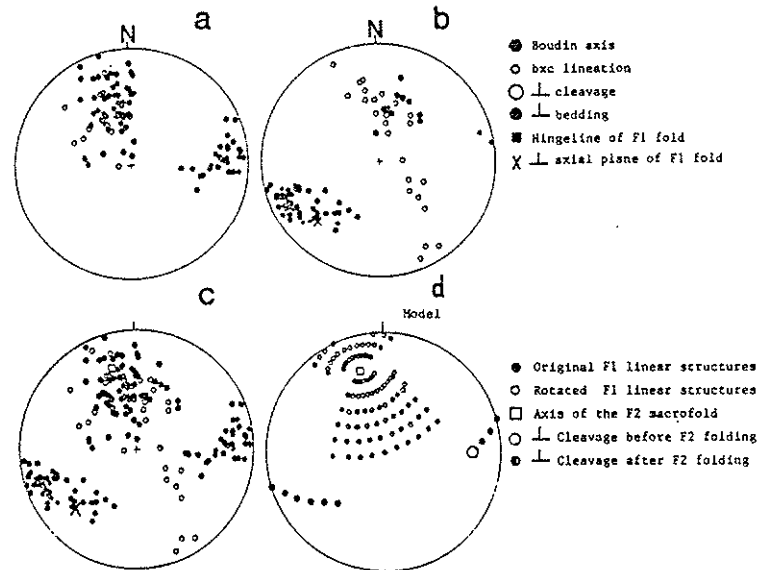 a
b
N
N
Boudin axis
bxc lineation
⊥ cleavage
⊥ bedding
Hingeline of F1 fold
⊥ axial plane of F1 fold
c
d
Model
Original F1 linear structures
Rotated F1 linear structures
Axis of the F2 macrofold
⊥ Cleavage before F2 folding
⊥ Cleavage after F2 folding